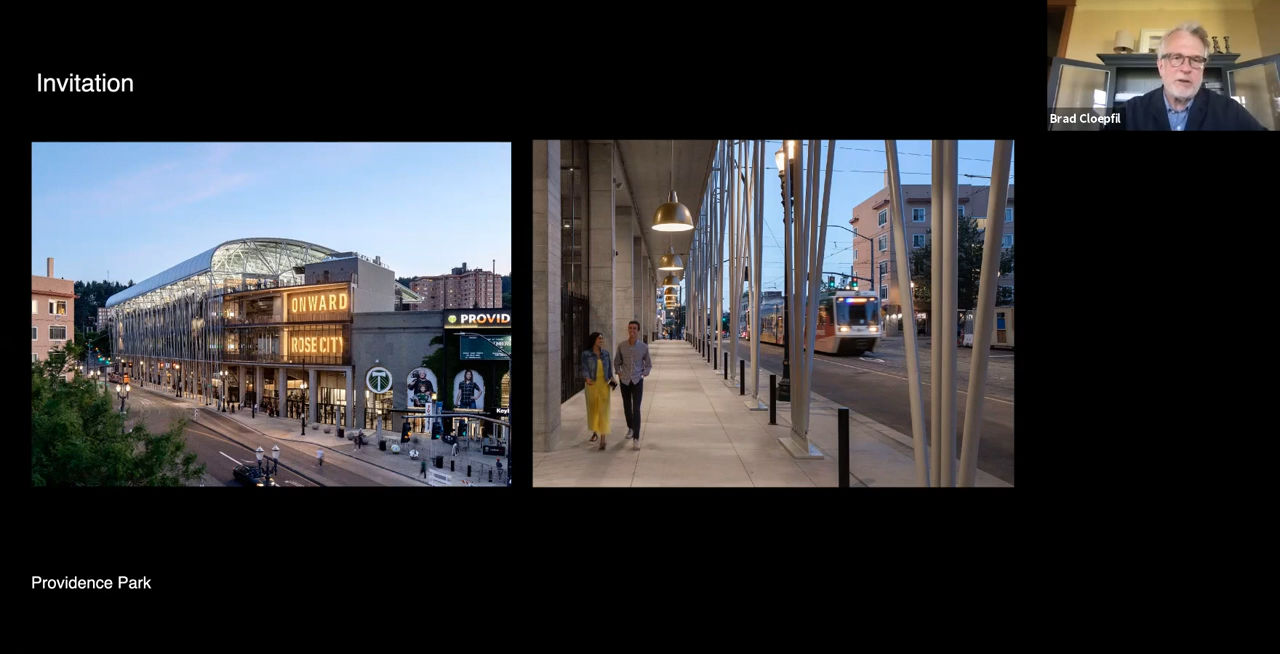 Invitation
Brad Cloepfil
ONWARD
ROSE CITY
PROVID
Providence Park